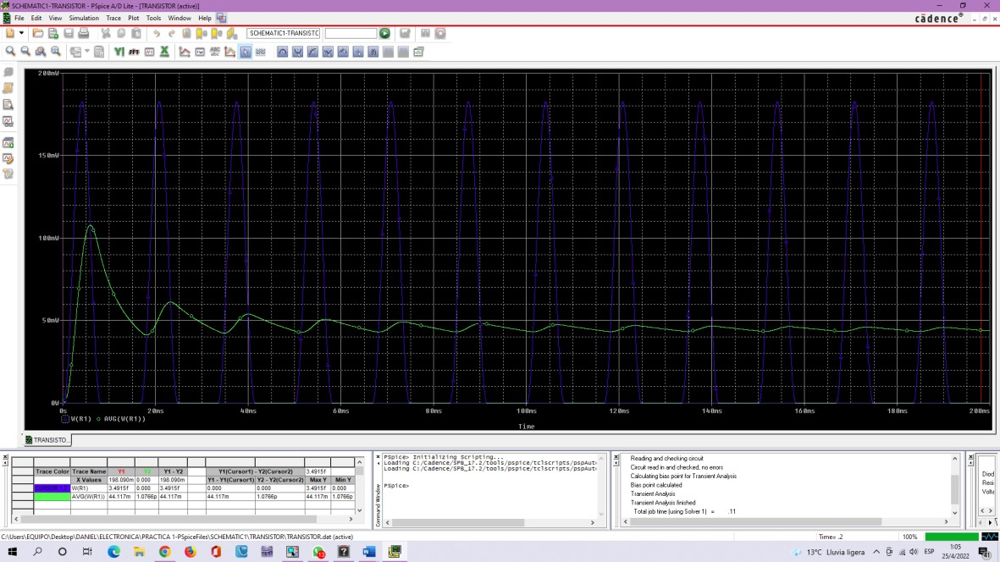 SCHEMATIC1-TRANSISTOR - PSpice A/D Lite - [TRANSISTOR (active)]
File Edit View Simulation Trace Plot Tools Window Help
cādence®
SCHEMATIC1-TRANSISTC
200mW
150mW
100mW
50mW
0W
0s 20ms 40ms 60ms 80ms 100ms 120ms 140ms 160ms 180ms 200ms
W(R1) AVG(W(R1))
Time
TRANSISTO...
Trace Color Trace Name Y1 Y2 Y1 - Y2 Y1(Cursor1) - Y2(Cursor2) 3.4915f
X Values 198.090m 0.000 198.090m Y1 - Y1(Cursor1) Y2 - Y2(Cursor2) Max Y Min Y
CURSOR 1,2 W(R1) 3.4915f 0.000 3.4915f 0.000 0.000 3.4915f 0.000
AVG(W(R1)) 44.117m 1.0766p 44.117m 44.117m 1.0766p 44.117m 1.0766p
Command Window
PSpice> Initializing Scripting...
Loading C:/Cadence/SPB_17.2/tools/pspice/tclscripts/pspAut
Loading C:/Cadence/SPB_17.2/tools/pspice/tclscripts/pspAut
PSpice>
Reading and checking circuit
Circuit read in and checked, no errors
Calculating bias point for Transient Analysis
Bias point calculated
Transient Analysis
Transient Analysis finished
Total job time (using Solver 1) = .11
Diod
Resi
Volta
C:\Users\EQUIPO\Desktop\DANIEL\ELECTRONICA\PRACTICA 1-PSpiceFiles\SCHEMATIC1\TRANSISTOR\TRANSISTOR.dat (active)
Time= .2 100%
13°C Lluvia ligera ESP 1:05
25/4/2022